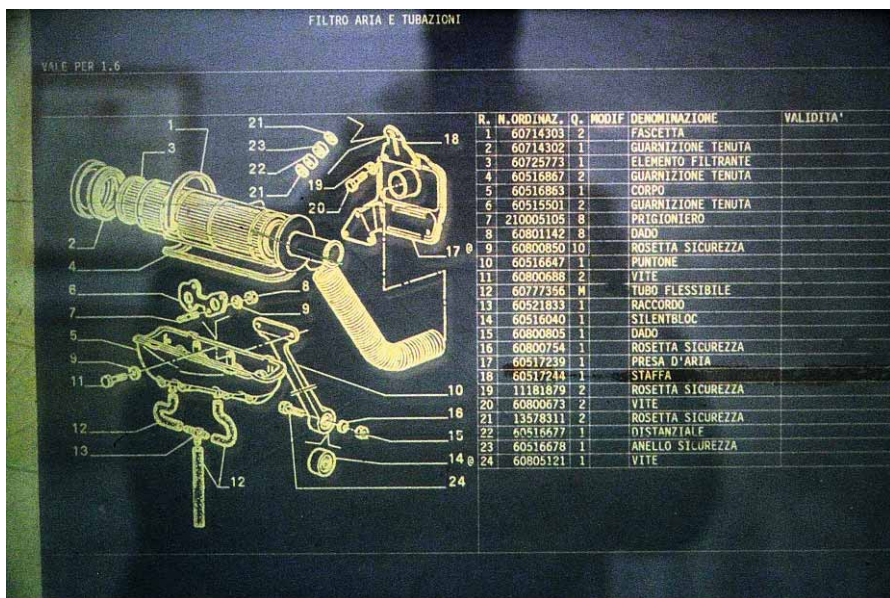 FILTRO ARIA E TUBAZIONI
VALE PER 1.6
R. N.ORDINAZ. Q. MODIF DENOMINAZIONE VALIDITA'
1 60714303 2 FASCETTA
2 60714302 1 GUARNIZIONE TENUTA
3 60725773 1 ELEMENTO FILTRANTE
4 60516867 2 GUARNIZIONE TENUTA
5 60516863 1 CORPO
6 60515501 2 GUARNIZIONE TENUTA
7 210005105 8 PRIGIONIERO
8 60801142 8 DADO
9 60800850 10 ROSETTA SICUREZZA
10 60516647 1 PUNTONE
11 60800688 2 VITE
12 60777356 M TUBO FLESSIBILE
13 60521833 1 RACCORDO
14 60516040 1 SILENTBLOC
15 60800805 1 DADO
16 60800754 1 ROSETTA SICUREZZA
17 60517239 1 PRESA D'ARIA
18 60517244 1 STAFFA
19 11181879 2 ROSETTA SICUREZZA
20 60800673 2 VITE
21 13578311 2 ROSETTA SICUREZZA
22 60516677 1 DISTANZIALE
23 60516678 1 ANELLO SICUREZZA
24 60805121 1 VITE
1
3
21
23
22
21
19
20
18
2
4
17 @
6
7
5
9
11
8
9
10
16
15
14 @
24
12
13
12